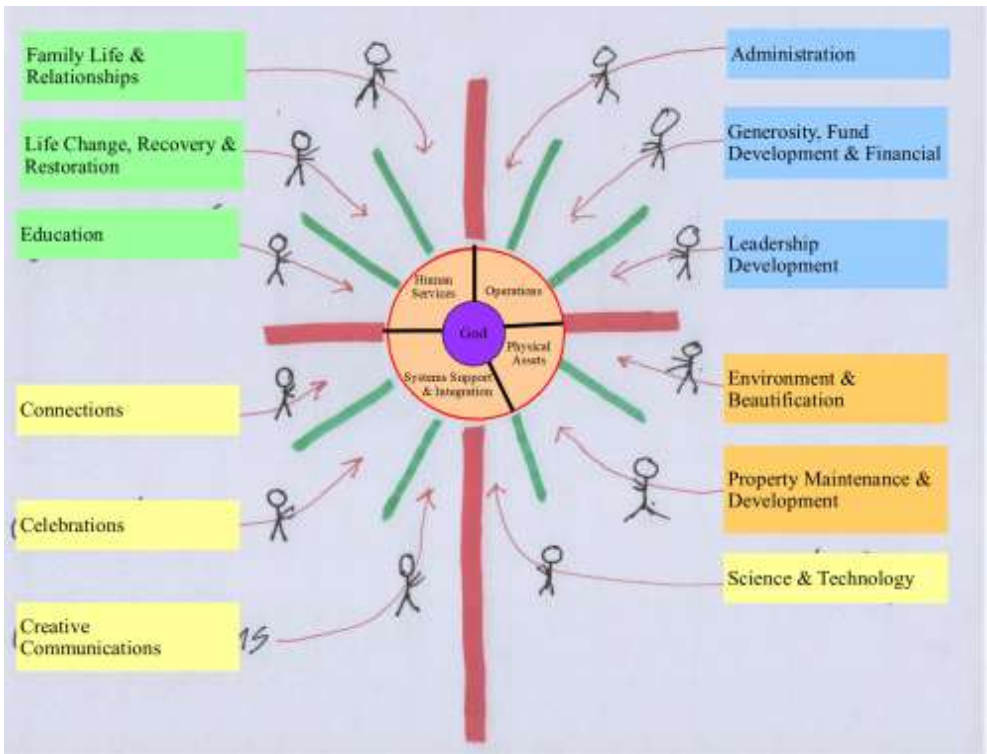 Family Life &
Relationships
Life Change, Recovery &
Restoration
Education
Connections
Celebrations
Creative
Communications
Human
Services
Operations
God
Physical
Assets
Systems Support
& Integration
Administration
Generosity, Fund
Development & Financial
Leadership
Development
Environment &
Beautification
Property Maintenance &
Development
Science & Technology